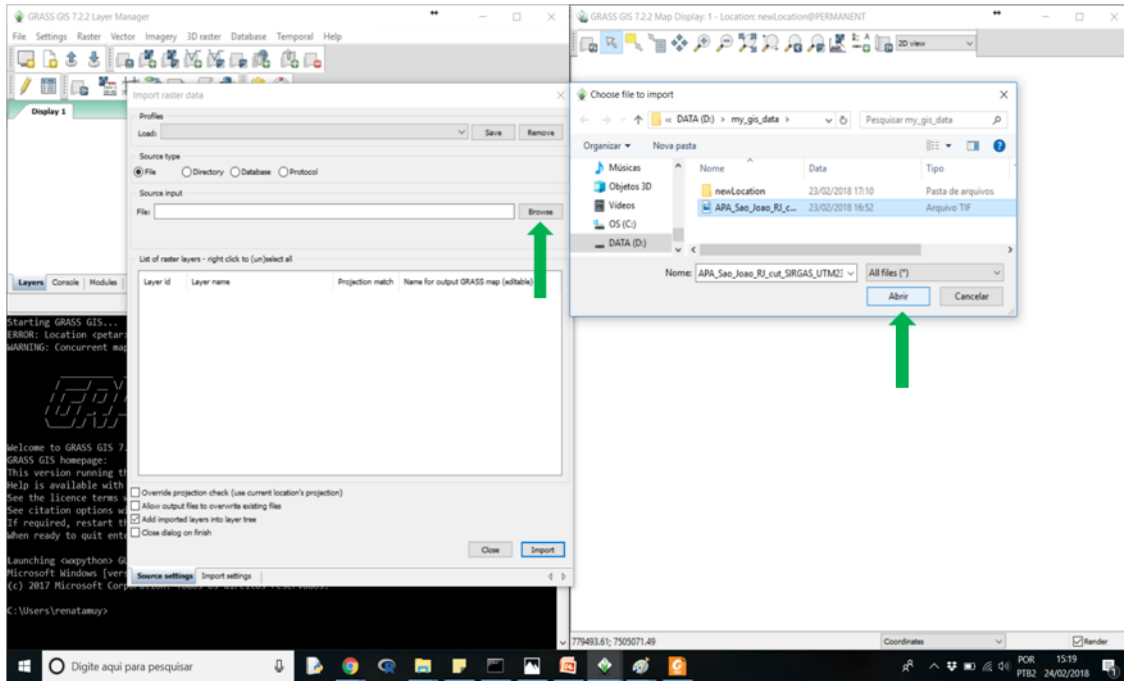 GRASS GIS 7.2.2 Layer Manager
File Settings Raster Vector Imagery 3D raster Database Temporal Help
Display 1
Layers Console Modules
Import raster data
Profiles
Load: Save Remove
Source type
File Directory Database Protocol
Source input
File: Browse
List of raster layers - right click to (un)select all
Layer id Layer name Projection match Name for output GRASS map (editable)
Override projection check (use current location's projection)
Allow output files to overwrite existing files
Add imported layers into layer tree
Close dialog on finish
Close Import
Source settings Import settings
Starting GRASS GIS...
ERROR: Location <petar
WARNING: Concurrent map
Welcome to GRASS GIS 7.
GRASS GIS homepage:
This version running th
Help is available with
See the licence terms
See citation options wi
If required, restart th
When ready to quit ente
Launching <wxpython> GU
Microsoft Windows [vers
(c) 2017 Microsoft Corporation. Todos os direitos reservados.
C:\Users\renatamuy>
GRASS GIS 7.2.2 Map Display: 1 - Location: newLocation@PERMANENT
2D view
Choose file to import
« DATA (D:) › my_gis_data › Pesquisar my_gis_data
Organizar Nova pasta
Músicas
Objetos 3D
Vídeos
OS (C:)
DATA (D:)
Nome Data Tipo
newLocation 23/02/2018 17:10 Pasta de arquivos
APA_Sao_Joao_RJ_c... 23/02/2018 16:52 Arquivo TIF
Nome: APA_Sao_Joao_RJ_cut_SIRGAS_UTM23 All files (*)
Abrir Cancelar
779493.61; 7505071.49 Coordinates Render
Digite aqui para pesquisar
POR 15:19
PTB2 24/02/2018